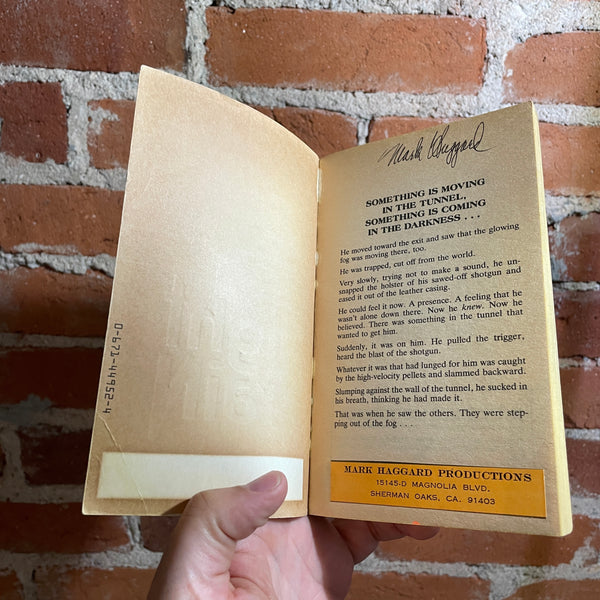 0-671-44952-4
Mark Haggard
SOMETHING IS MOVING
IN THE TUNNEL,
SOMETHING IS COMING
IN THE DARKNESS . . .
He moved toward the exit and saw that the glowing
fog was moving there, too.
He was trapped, cut off from the world.
Very slowly, trying not to make a sound, he un-
snapped the holster of his sawed-off shotgun and
eased it out of the leather casing.
He could feel it now. A presence. A feeling that he
wasn't alone down there. Now he knew. Now he
believed. There was something in the tunnel that
wanted to get him.
Suddenly, it was on him. He pulled the trigger,
heard the blast of the shotgun.
Whatever it was that had lunged for him was caught
by the high-velocity pellets and slammed backward.
Slumping against the wall of the tunnel, he sucked in
his breath, thinking he had made it.
That was when he saw the others. They were step-
ping out of the fog . . .
MARK HAGGARD PRODUCTIONS
15145-D MAGNOLIA BLVD.
SHERMAN OAKS, CA. 91403